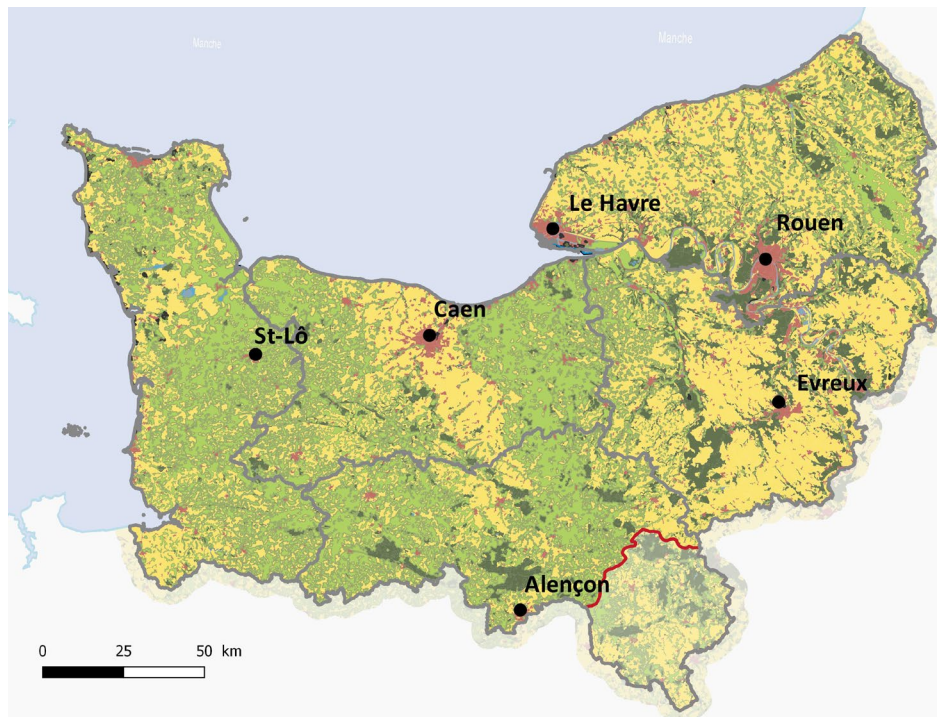 Manche
Manche
Le Havre
Rouen
Caen
St-Lô
Evreux
Alençon
0 25 50 km